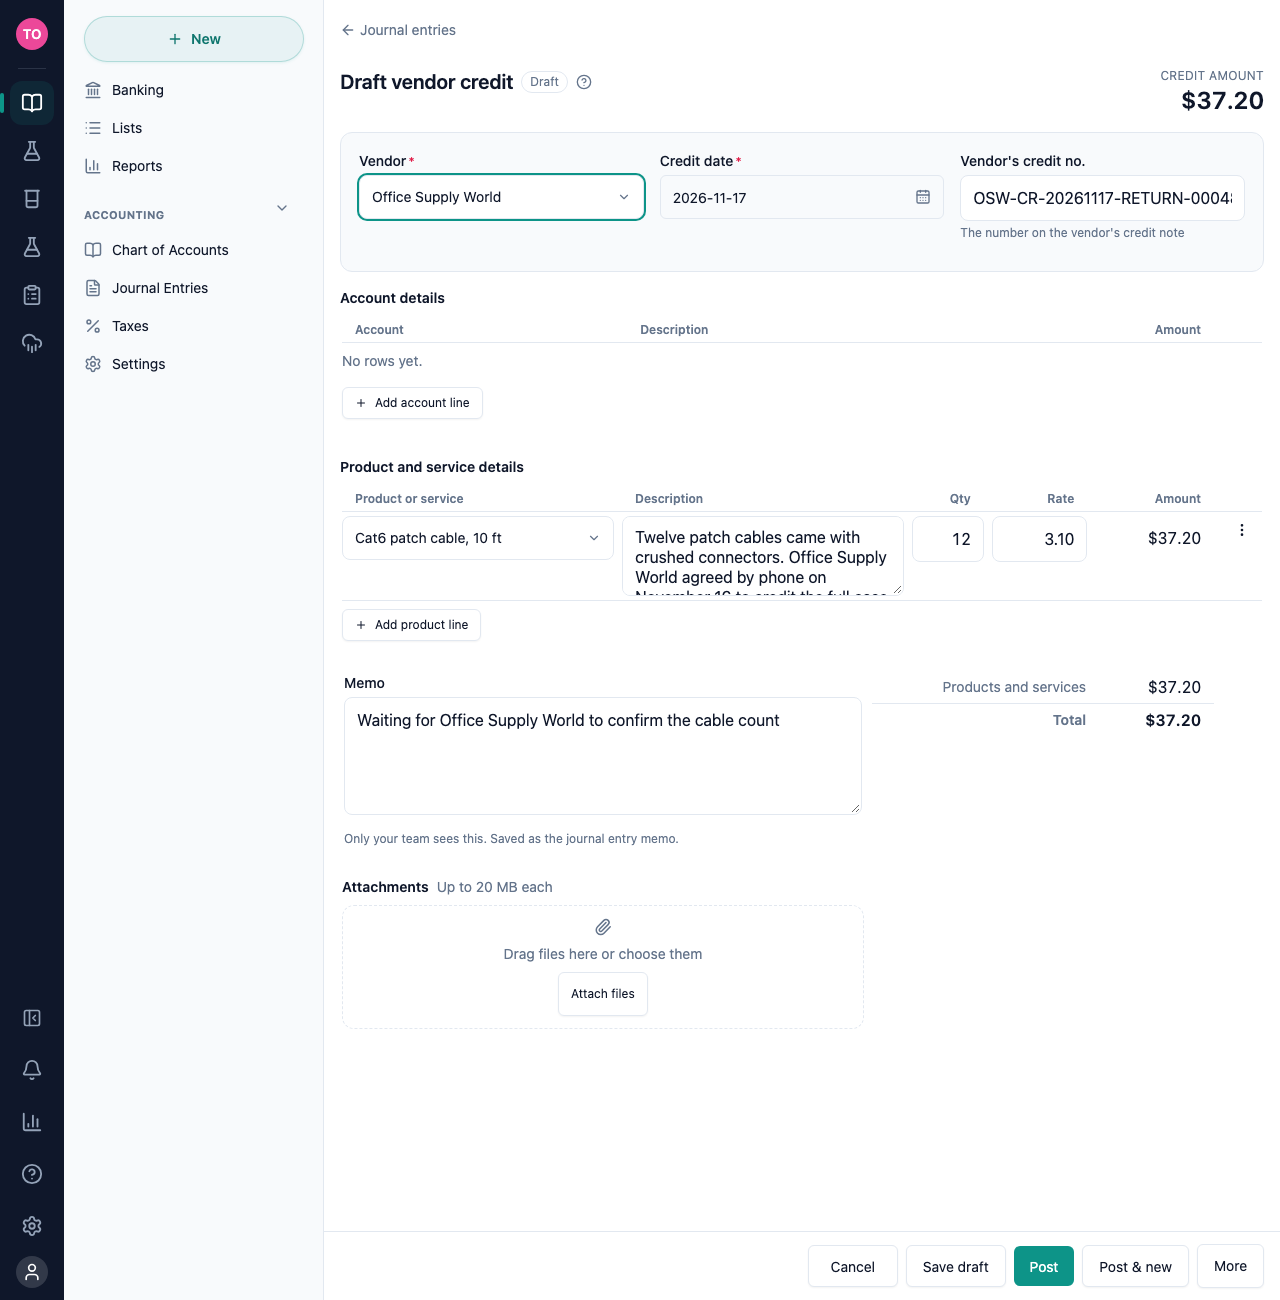 TO
New
Banking
Lists
Reports
ACCOUNTING
Chart of Accounts
Journal Entries
Taxes
Settings
Journal entries
Draft vendor credit
Draft
CREDIT AMOUNT
$37.20
Vendor*
Office Supply World
Credit date*
2026-11-17
Vendor's credit no.
OSW-CR-20261117-RETURN-0004
The number on the vendor's credit note
Account details
Account Description Amount
No rows yet.
Add account line
Product and service details
Product or service Description Qty Rate Amount
Cat6 patch cable, 10 ft
Twelve patch cables came with
crushed connectors. Office Supply
World agreed by phone on
November 16 to credit the full case
12
3.10
$37.20
Add product line
Memo
Waiting for Office Supply World to confirm the cable count
Only your team sees this. Saved as the journal entry memo.
Products and services $37.20
Total $37.20
Attachments Up to 20 MB each
Drag files here or choose them
Attach files
Cancel
Save draft
Post
Post & new
More